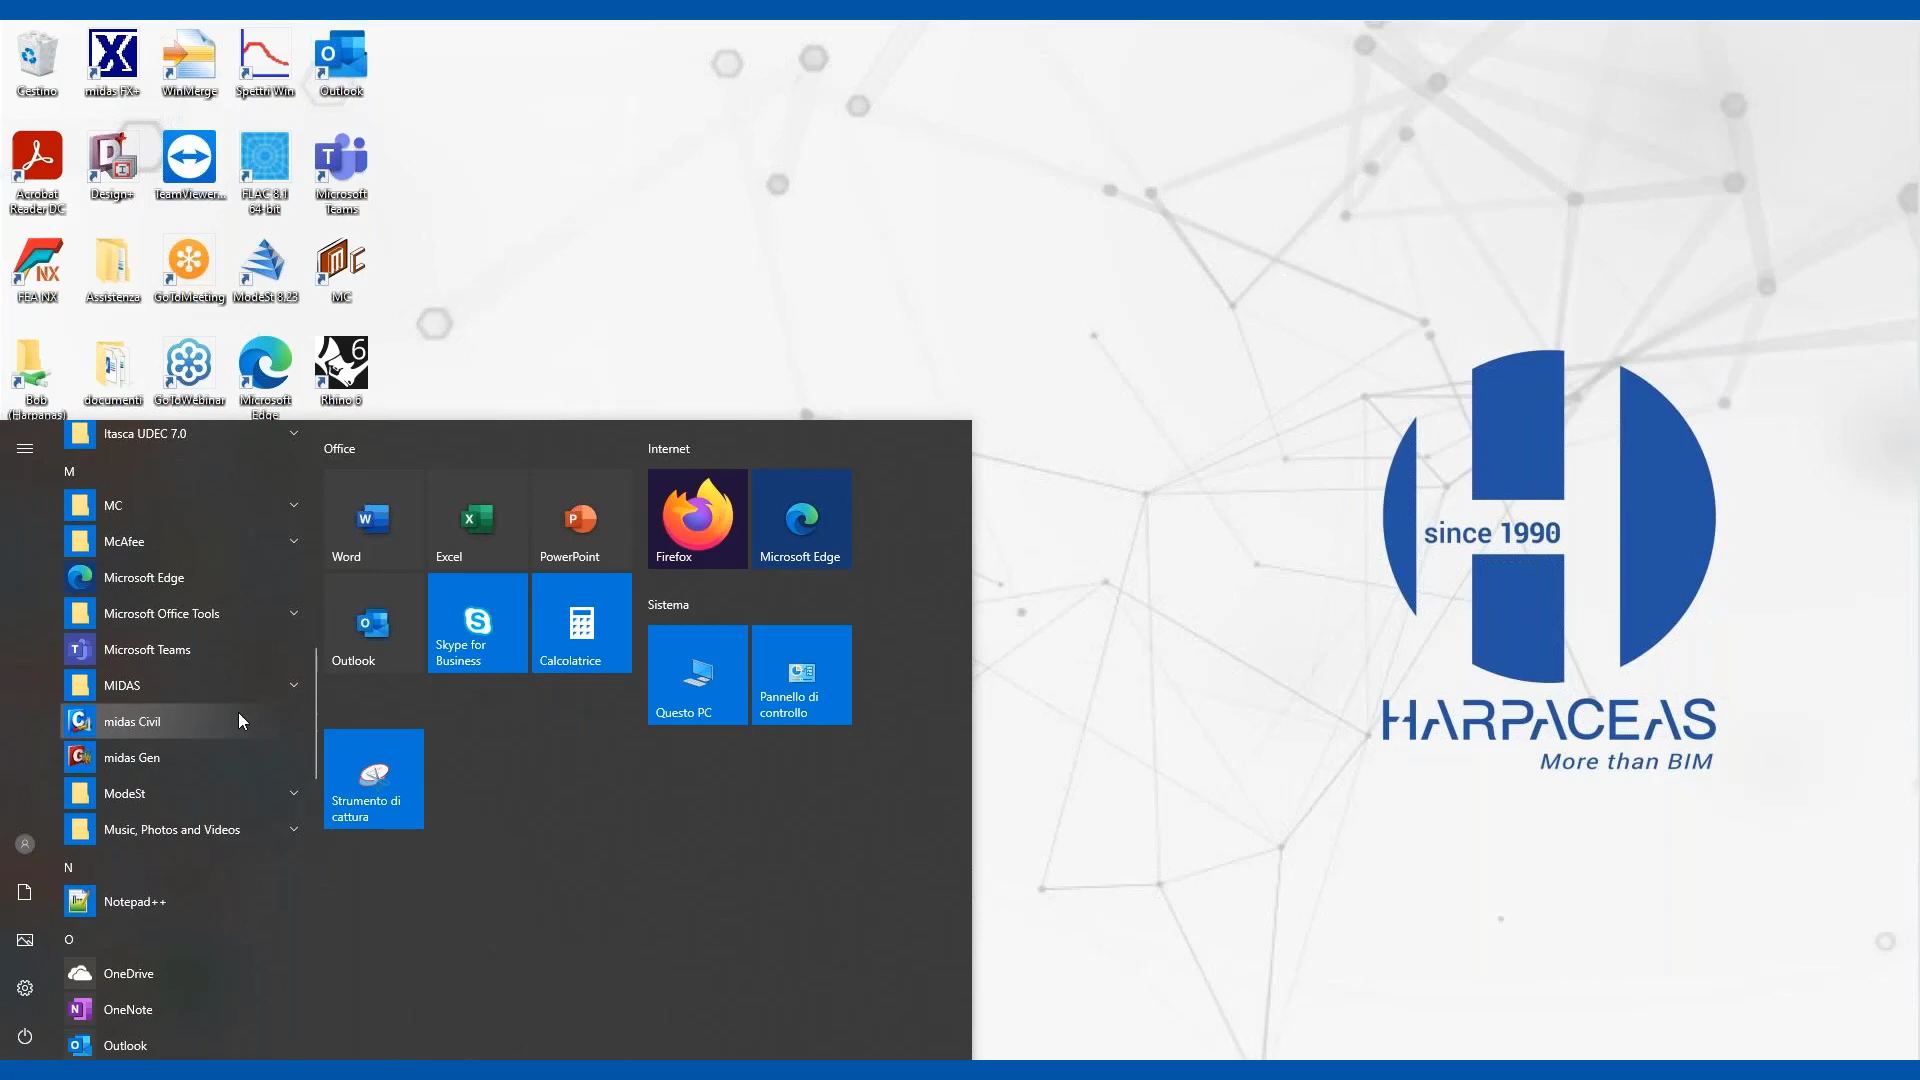 Cestino
midas FX+
WinMerge
Spettri Win
Outlook
Acrobat
Reader DC
Design+
TeamViewer...
FLAC 8.1
64-bit
Microsoft
Teams
FEA NX
Assistenza
GoToMeeting
ModeSt 8.23
MC
Bob
(Harpanas)
documenti
GoToWebinar
Microsoft
Edge
Rhino 6
Itasca UDEC 7.0
M
MC
McAfee
Microsoft Edge
Microsoft Office Tools
Microsoft Teams
MIDAS
midas Civil
midas Gen
ModeSt
Music, Photos and Videos
N
Notepad++
O
OneDrive
OneNote
Outlook
Office
Word
Excel
PowerPoint
Outlook
Skype for
Business
Calcolatrice
Strumento di
cattura
Internet
Firefox
Microsoft Edge
Sistema
Questo PC
Pannello di
controllo
since 1990
HARPACEAS
More than BIM